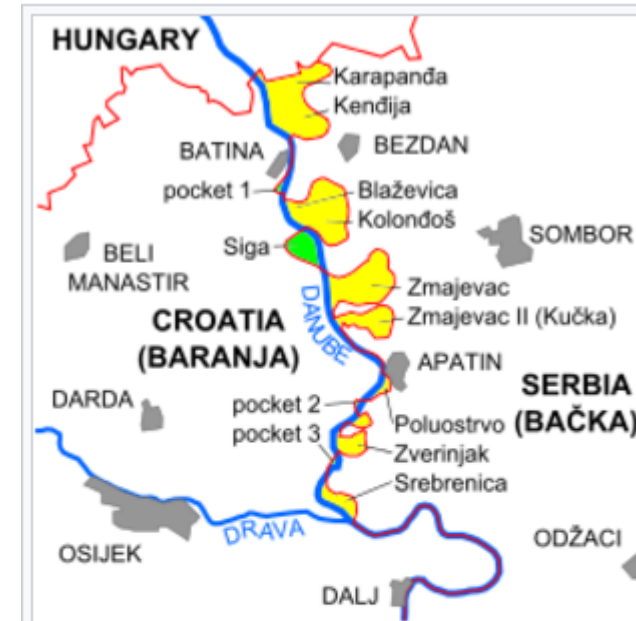 HUNGARY
Karapanđa
Kenđija
BATINA
BEZDAN
pocket 1
Blaževica
Kolonđoš
SOMBOR
Siga
BELI
MANASTIR
Zmajevac
DANUBE
CROATIA
(BARANJA)
Zmajevac II (Kučka)
APATIN
SERBIA
(BAČKA)
DARDA
pocket 2
Poluostrvo
pocket 3
Zverinjak
Srebrenica
DRAVA
OSIJEK
ODŽACI
DALJ